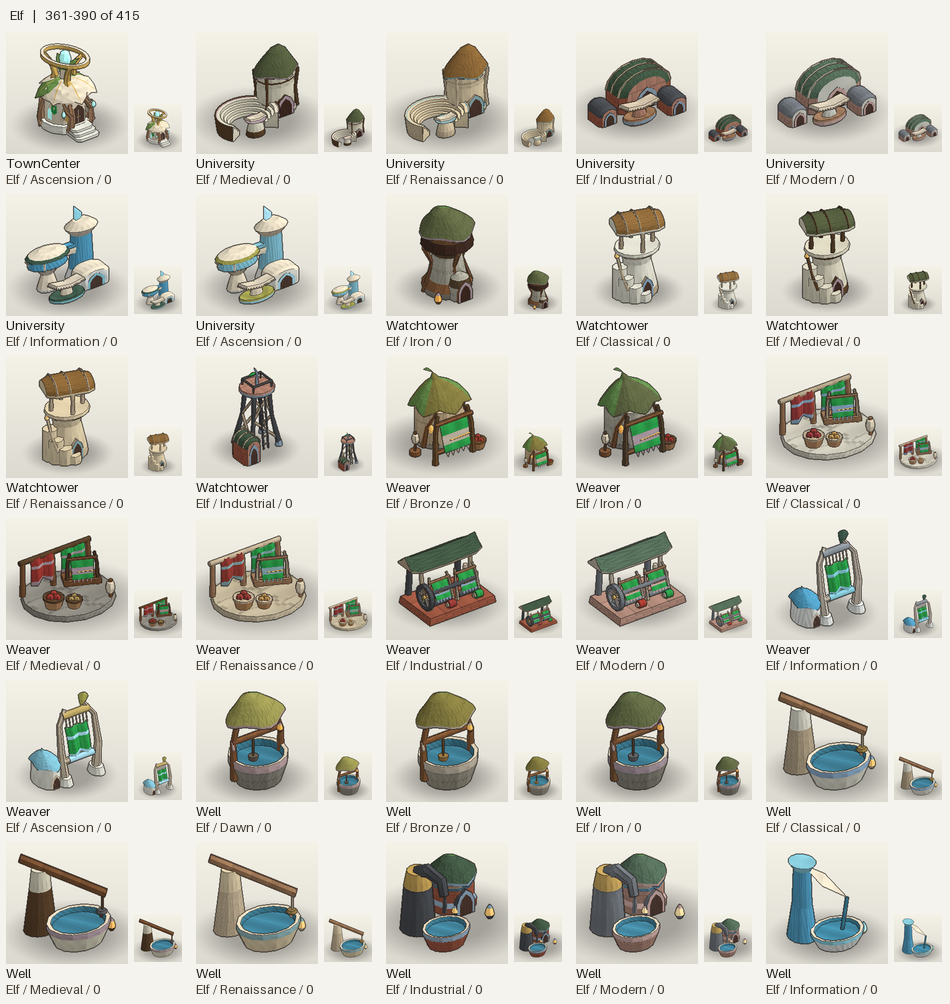 Elf | 361-390 of 415
TownCenter
Elf / Ascension / 0
University
Elf / Medieval / 0
University
Elf / Renaissance / 0
University
Elf / Industrial / 0
University
Elf / Modern / 0
University
Elf / Information / 0
University
Elf / Ascension / 0
Watchtower
Elf / Iron / 0
Watchtower
Elf / Classical / 0
Watchtower
Elf / Medieval / 0
Watchtower
Elf / Renaissance / 0
Watchtower
Elf / Industrial / 0
Weaver
Elf / Bronze / 0
Weaver
Elf / Iron / 0
Weaver
Elf / Classical / 0
Weaver
Elf / Medieval / 0
Weaver
Elf / Renaissance / 0
Weaver
Elf / Industrial / 0
Weaver
Elf / Modern / 0
Weaver
Elf / Information / 0
Weaver
Elf / Ascension / 0
Well
Elf / Dawn / 0
Well
Elf / Bronze / 0
Well
Elf / Iron / 0
Well
Elf / Classical / 0
Well
Elf / Medieval / 0
Well
Elf / Renaissance / 0
Well
Elf / Industrial / 0
Well
Elf / Modern / 0
Well
Elf / Information / 0